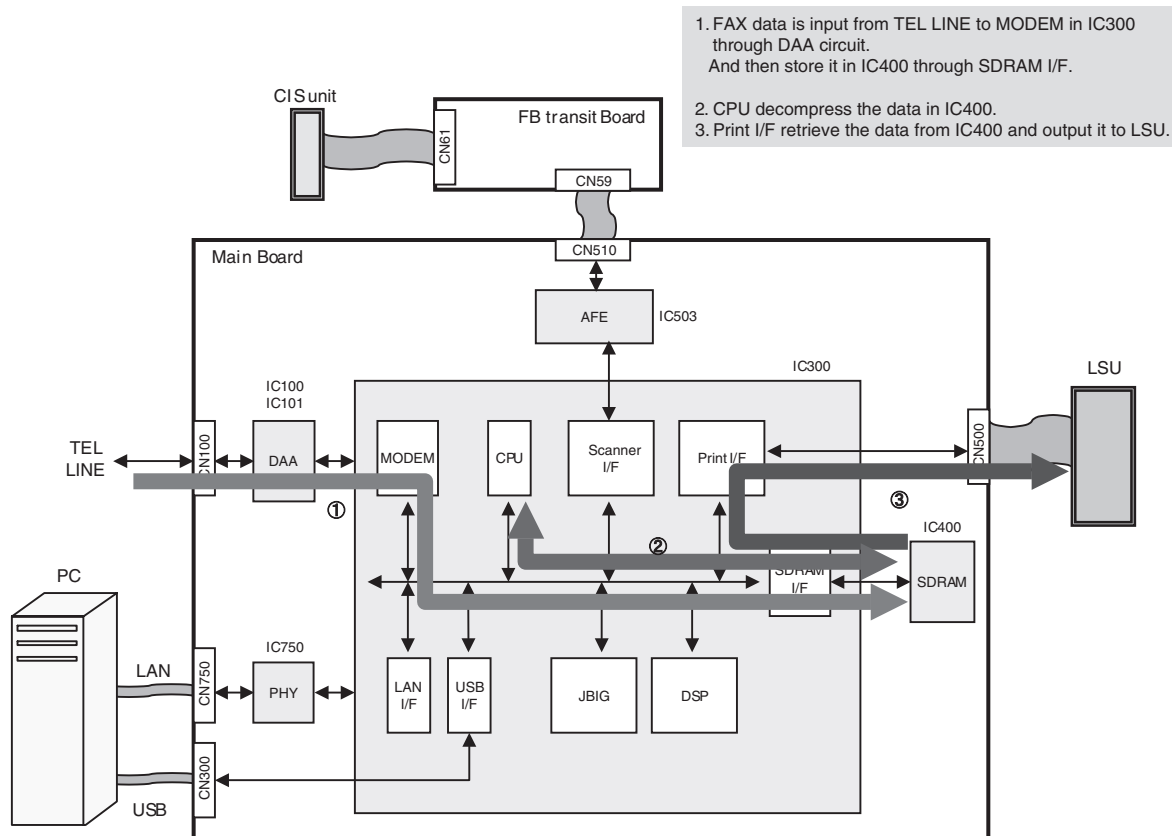 1. FAX data is input from TEL LINE to MODEM in IC300
through DAA circuit.
And then store it in IC400 through SDRAM I/F.
2. CPU decompress the data in IC400.
3. Print I/F retrieve the data from IC400 and output it to LSU.
CIS unit
FB transit Board
CN61
CN59
CN510
Main Board
AFE
IC503
IC300
LSU
IC100
IC101
TEL
LINE
CN100
DAA
MODEM
CPU
Scanner
I/F
Print I/F
CN500
①
②
③
IC400
SDRAM
I/F
SDRAM
PC
LAN
CN750
IC750
PHY
LAN
I/F
USB
I/F
JBIG
DSP
CN300
USB